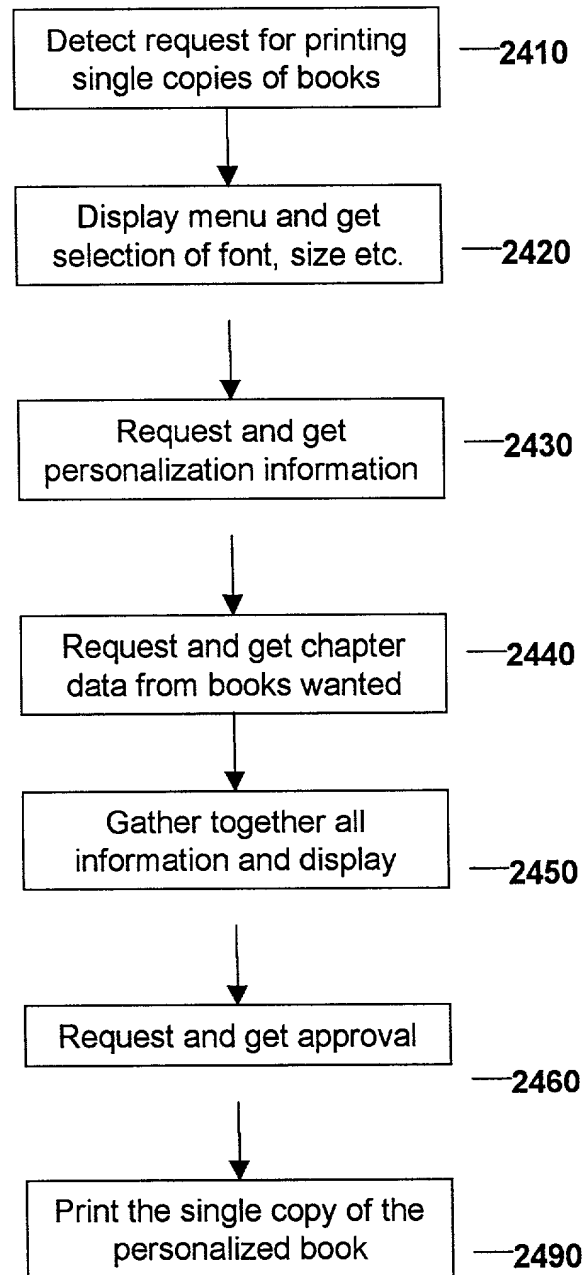 Detect request for printing
single copies of books
2410
Display menu and get
selection of font, size etc.
2420
Request and get
personalization information
2430
Request and get chapter
data from books wanted
2440
Gather together all
information and display
2450
Request and get approval
2460
Print the single copy of the
personalized book
2490